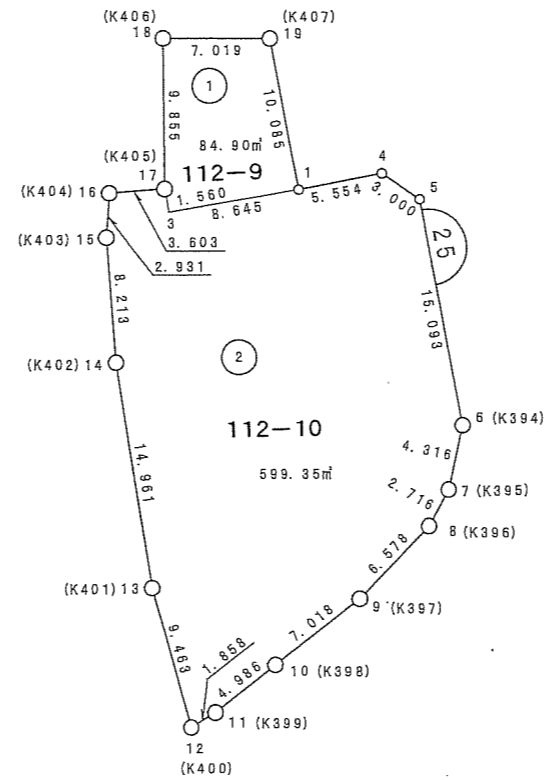 (K406)
18
(K407)
19
7.019
1
9.855
10.085
84.90㎡
(K405)
17
112-9
1
4
5
(K404) 16
1.560
3
8.645
5.554
3.000
25
(K403) 15
3.603
2.931
8.213
15.093
2
(K402) 14
112-10
599.35㎡
6 (K394)
4.316
14.961
2.716
7 (K395)
8 (K396)
6.578
(K401) 13
9 (K397)
7.018
9.463
1.858
4.986
10 (K398)
11 (K399)
12
(K400)